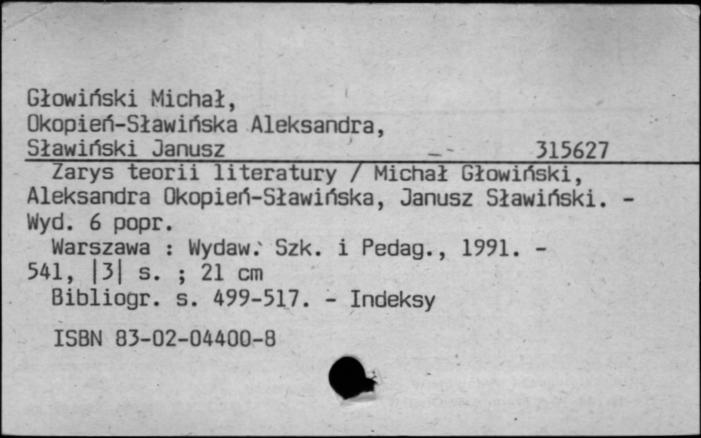 Głowiński Michał,
Okopień-Sławińska Aleksandra,
Sławiński Janusz 315627
Zarys teorii literatury / Michał Głowiński,
Aleksandra Okopień-Sławińska, Janusz Sławiński. -
Wyd. 6 popr.
Warszawa : Wydaw. Szk. i Pedag., 1991. -
541, |3| s. ; 21 cm
Bibliogr. s. 499-517. - Indeksy
ISBN 83-02-04400-8